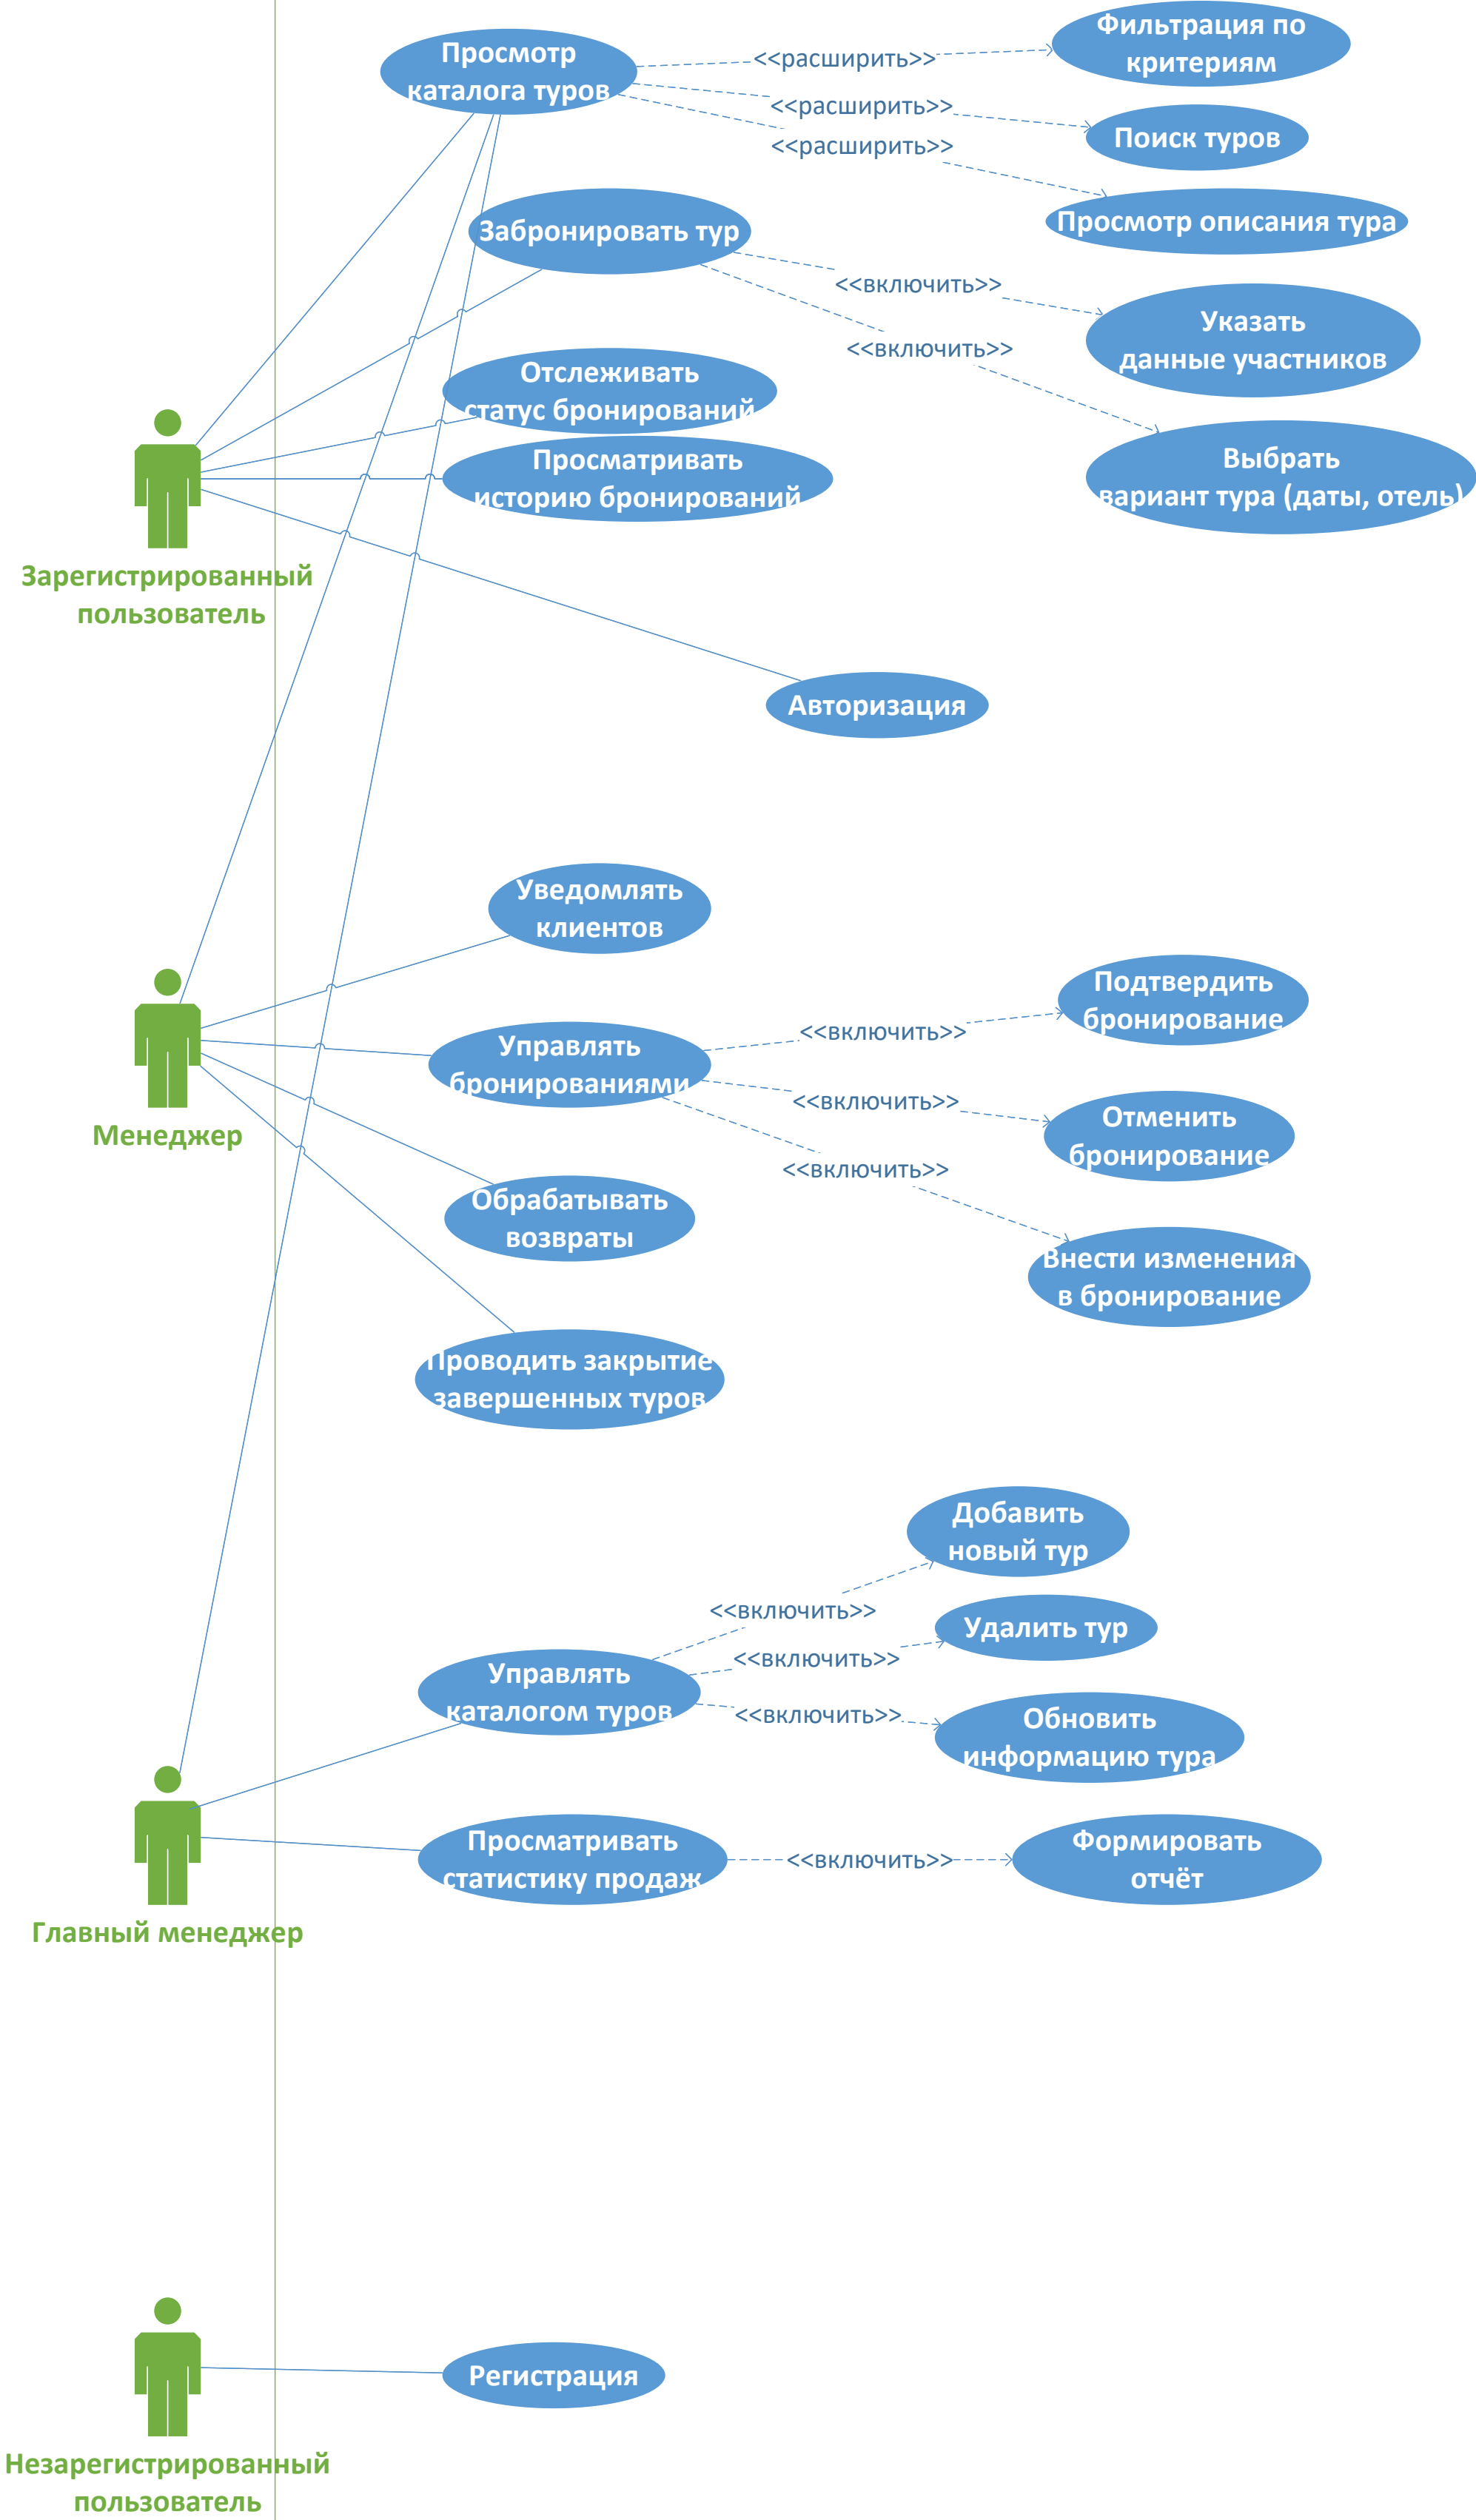 Просмотр
каталога туров
<<расширить>>
<<расширить>>
<<расширить>>
Фильтрация по
критериям
Поиск туров
Просмотр описания тура
Забронировать тур
<<включить>>
<<включить>>
Указать
данные участников
Выбрать
вариант тура (даты, отель)
Отслеживать
статус бронирований
Просматривать
историю бронирований
Зарегистрированный
пользователь
Авторизация
Уведомлять
клиентов
Менеджер
Управлять
бронированиями
<<включить>>
<<включить>>
<<включить>>
Подтвердить
бронирование
Отменить
бронирование
Внести изменения
в бронирование
Обрабатывать
возвраты
Проводить закрытие
завершенных туров
Добавить
новый тур
<<включить>>
Удалить тур
<<включить>>
Управлять
каталогом туров
<<включить>>
Обновить
информацию тура
Просматривать
статистику продаж
<<включить>>
Формировать
отчёт
Главный менеджер
Регистрация
Незарегистрированный
пользователь